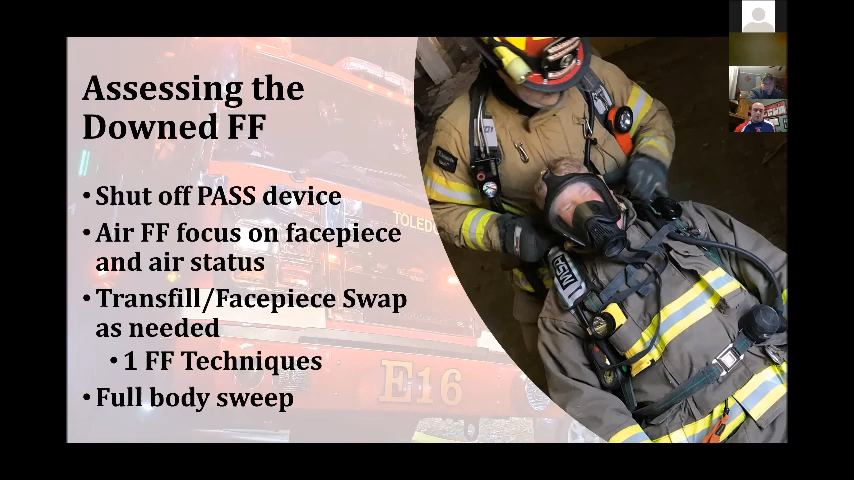 Assessing the
Downed FF
• Shut off PASS device
• Air FF focus on facepiece
and air status
• Transfill/Facepiece Swap
as needed
• 1 FF Techniques
• Full body sweep
TOLEDO
E16
MSA